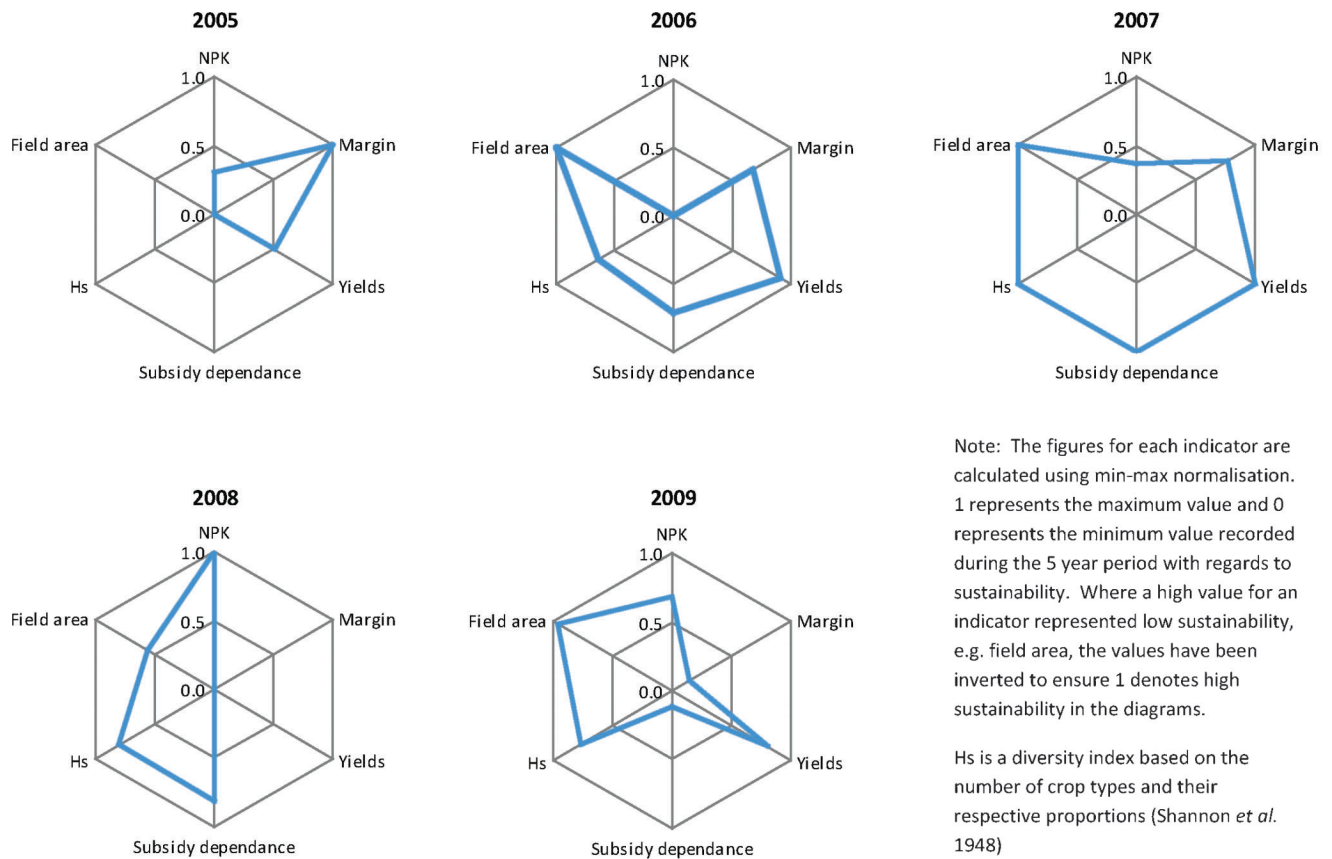 2005
NPK
1.0
Field area
0.5
Margin
0.0
Hs
Yields
Subsidy dependance
2006
NPK
1.0
Field area
0.5
Margin
0.0
Hs
Yields
Subsidy dependance
2007
NPK
1.0
Field area
0.5
Margin
0.0
Hs
Yields
Subsidy dependance
2008
NPK
1.0
Field area
0.5
Margin
0.0
Hs
Yields
Subsidy dependance
2009
NPK
1.0
Field area
0.5
Margin
0.0
Hs
Yields
Subsidy dependance
Note: The figures for each indicator are
calculated using min-max normalisation.
1 represents the maximum value and 0
represents the minimum value recorded
during the 5 year period with regards to
sustainability. Where a high value for an
indicator represented low sustainability,
e.g. field area, the values have been
inverted to ensure 1 denotes high
sustainability in the diagrams.
Hs is a diversity index based on the
number of crop types and their
respective proportions (Shannon et al.
1948)